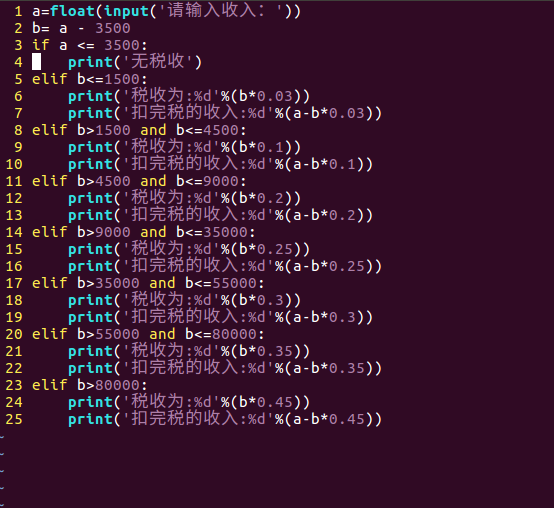 1 a=float(input('请输入收入：'))
2 b= a - 3500
3 if a <= 3500:
4     print('无税收')
5 elif b<=1500:
6     print('税收为:%d'%(b*0.03))
7     print('扣完税的收入:%d'%(a-b*0.03))
8 elif b>1500 and b<=4500:
9     print('税收为:%d'%(b*0.1))
10     print('扣完税的收入:%d'%(a-b*0.1))
11 elif b>4500 and b<=9000:
12     print('税收为:%d'%(b*0.2))
13     print('扣完税的收入:%d'%(a-b*0.2))
14 elif b>9000 and b<=35000:
15     print('税收为:%d'%(b*0.25))
16     print('扣完税的收入:%d'%(a-b*0.25))
17 elif b>35000 and b<=55000:
18     print('税收为:%d'%(b*0.3))
19     print('扣完税的收入:%d'%(a-b*0.3))
20 elif b>55000 and b<=80000:
21     print('税收为:%d'%(b*0.35))
22     print('扣完税的收入:%d'%(a-b*0.35))
23 elif b>80000:
24     print('税收为:%d'%(b*0.45))
25     print('扣完税的收入:%d'%(a-b*0.45))
~
~
~
~
~